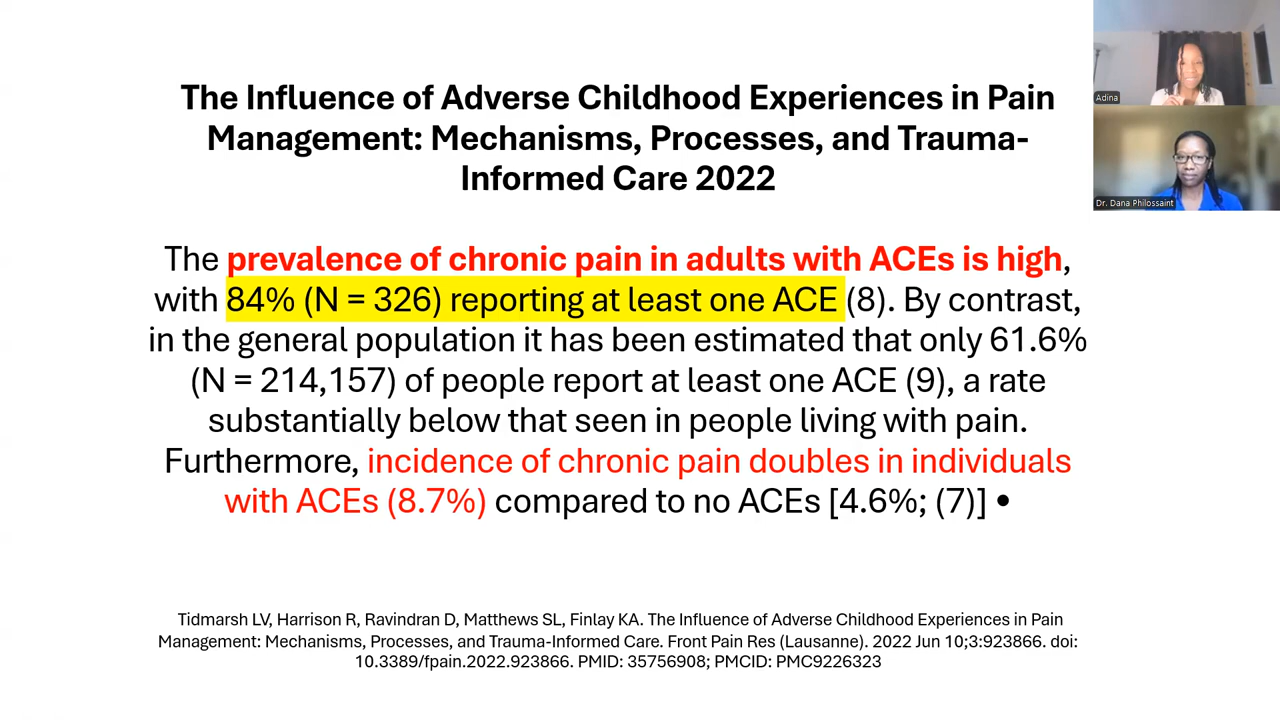 The Influence of Adverse Childhood Experiences in Pain
Management: Mechanisms, Processes, and Trauma-
Informed Care 2022
The prevalence of chronic pain in adults with ACEs is high,
with 84% (N = 326) reporting at least one ACE (8). By contrast,
in the general population it has been estimated that only 61.6%
(N = 214,157) of people report at least one ACE (9), a rate
substantially below that seen in people living with pain.
Furthermore, incidence of chronic pain doubles in individuals
with ACEs (8.7%) compared to no ACEs [4.6%; (7)] •
Tidmarsh LV, Harrison R, Ravindran D, Matthews SL, Finlay KA. The Influence of Adverse Childhood Experiences in Pain
Management: Mechanisms, Processes, and Trauma-Informed Care. Front Pain Res (Lausanne). 2022 Jun 10;3:923866. doi:
10.3389/fpain.2022.923866. PMID: 35756908; PMCID: PMC9226323
Adina
Dr. Dana Philossaint